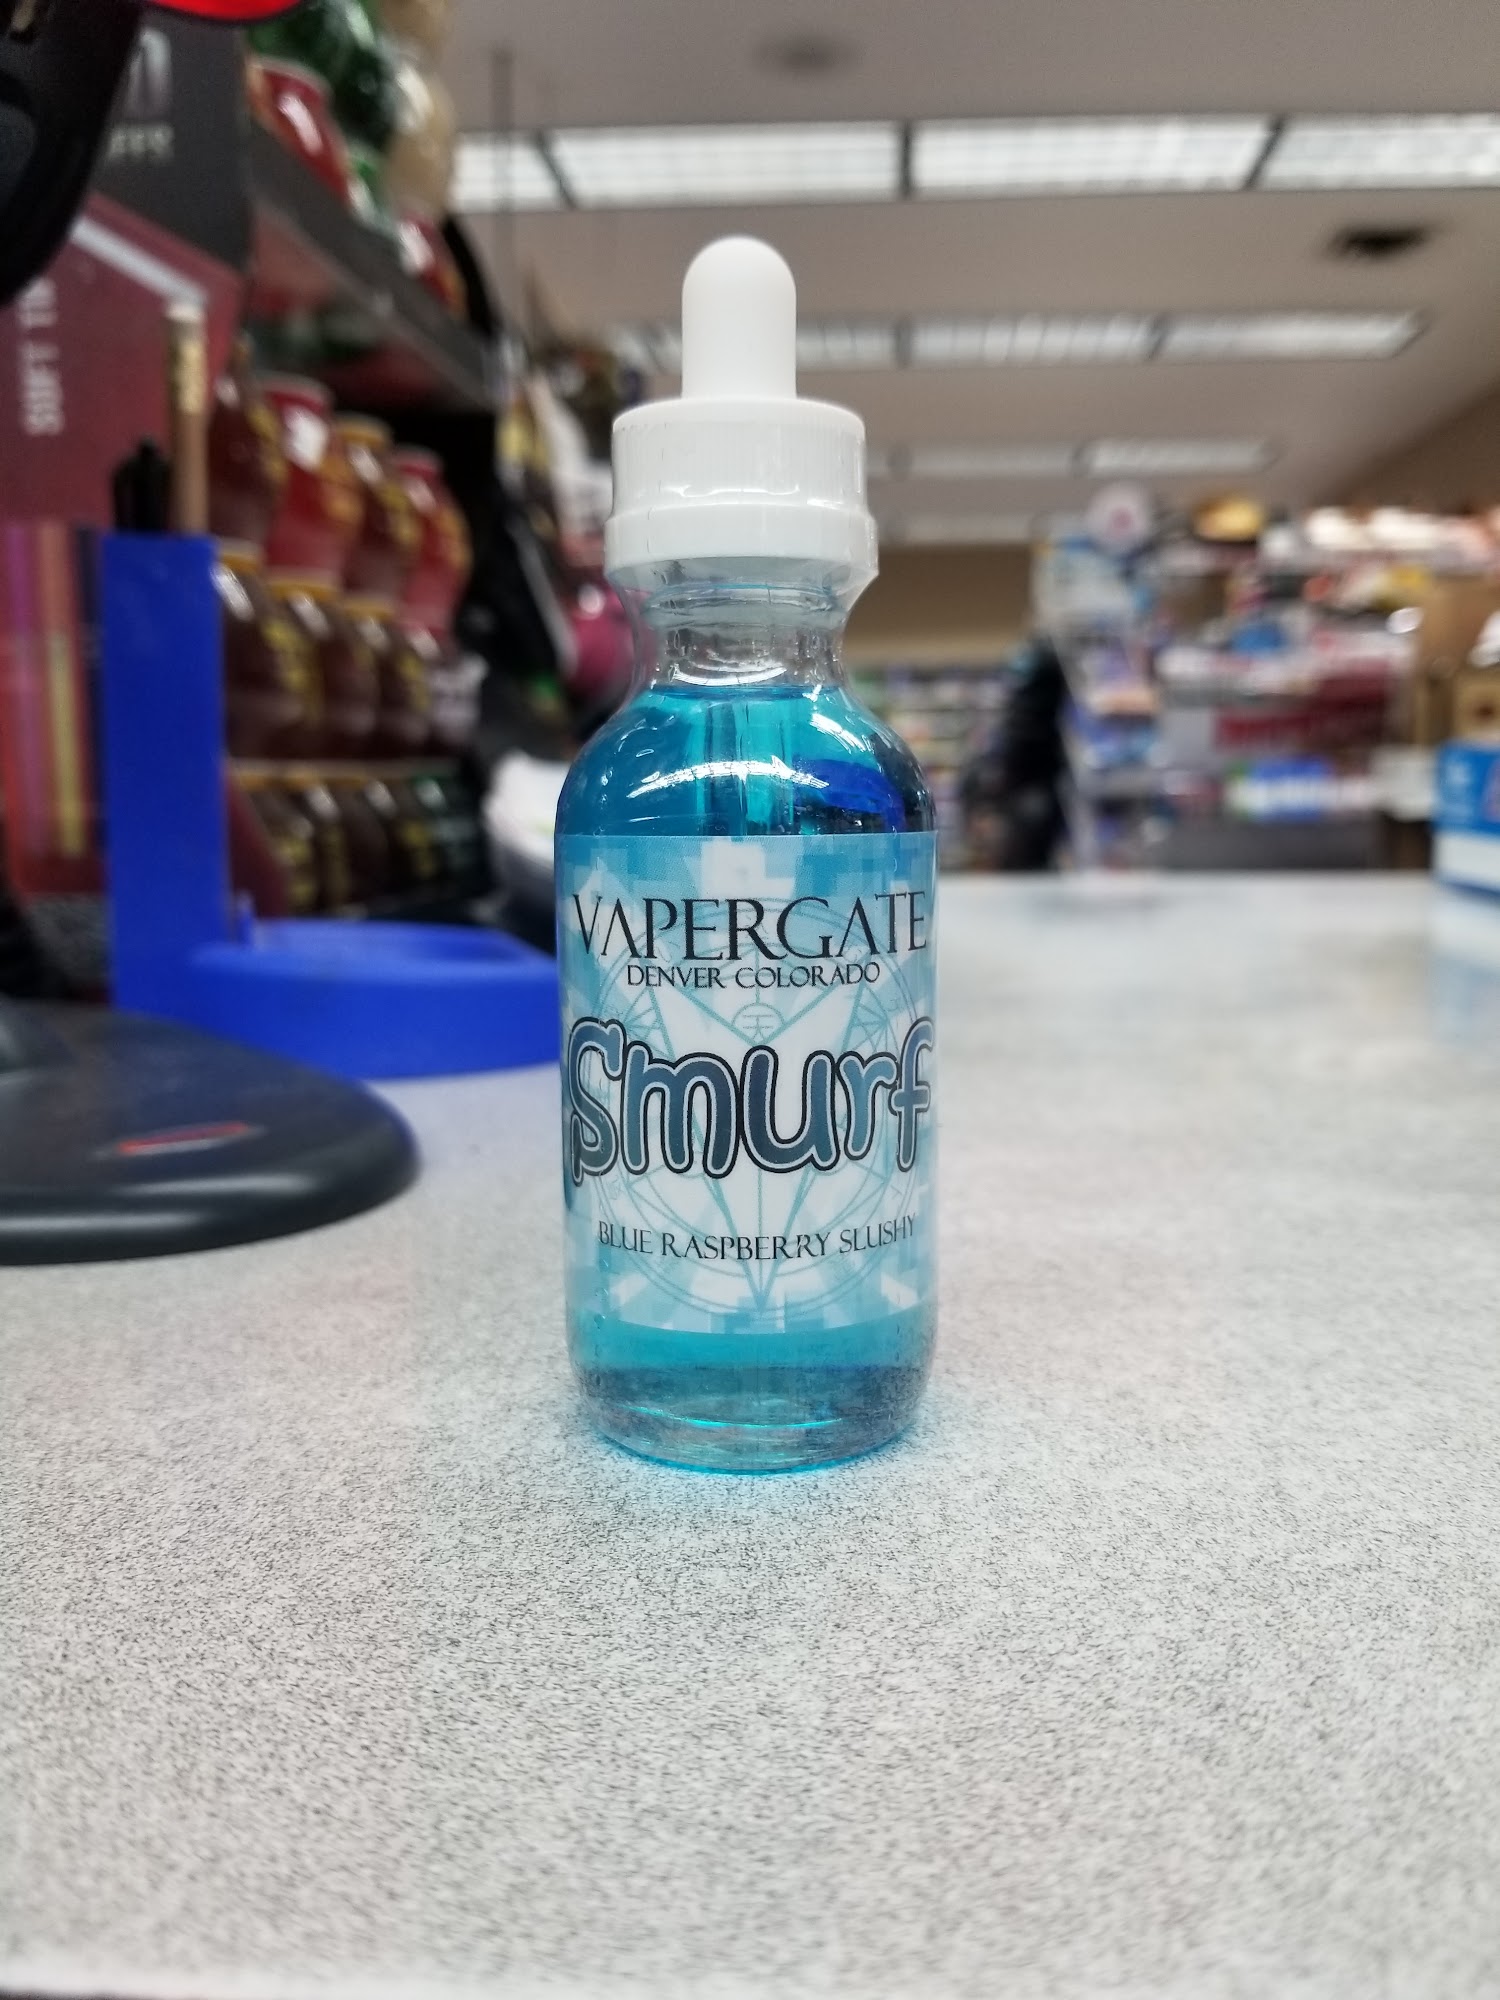 VAPERGATE
DENVER COLORADO
Smurf
BLUE RASPBERRY SLUSHY